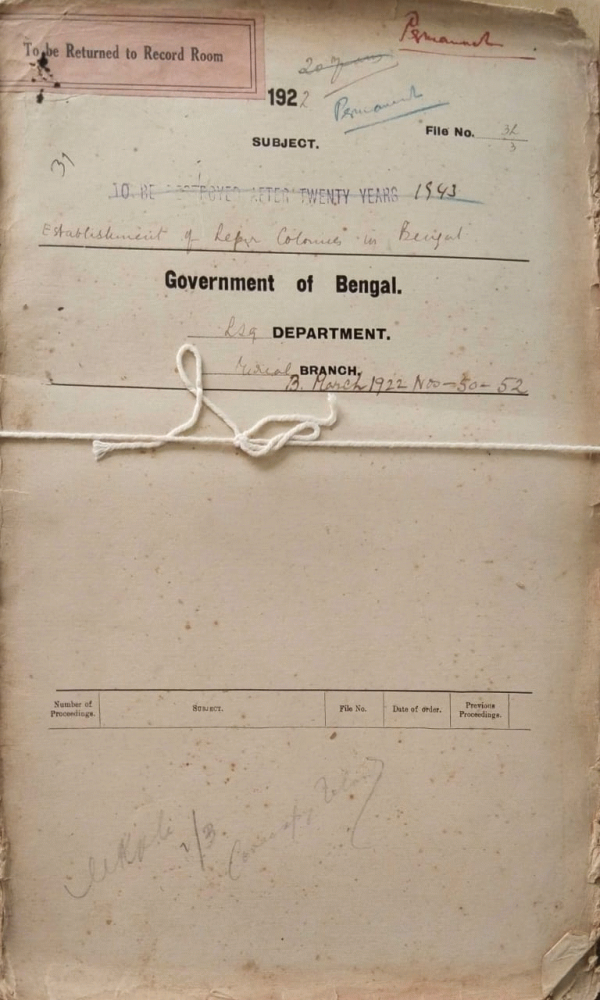 To be Returned to Record Room
Permanent
20 years
1922
Permanent
File No. 3L/3
SUBJECT.
31
TO BE DESTROYED AFTER TWENTY YEARS 1943
Establishment of Leper Colonies in Bengal
Government of Bengal.
LSG DEPARTMENT.
Medical BRANCH,
B. March 1922 Nos-50-52
Number of Proceedings.
SUBJECT.
File No.
Date of order.
Previous Proceedings.